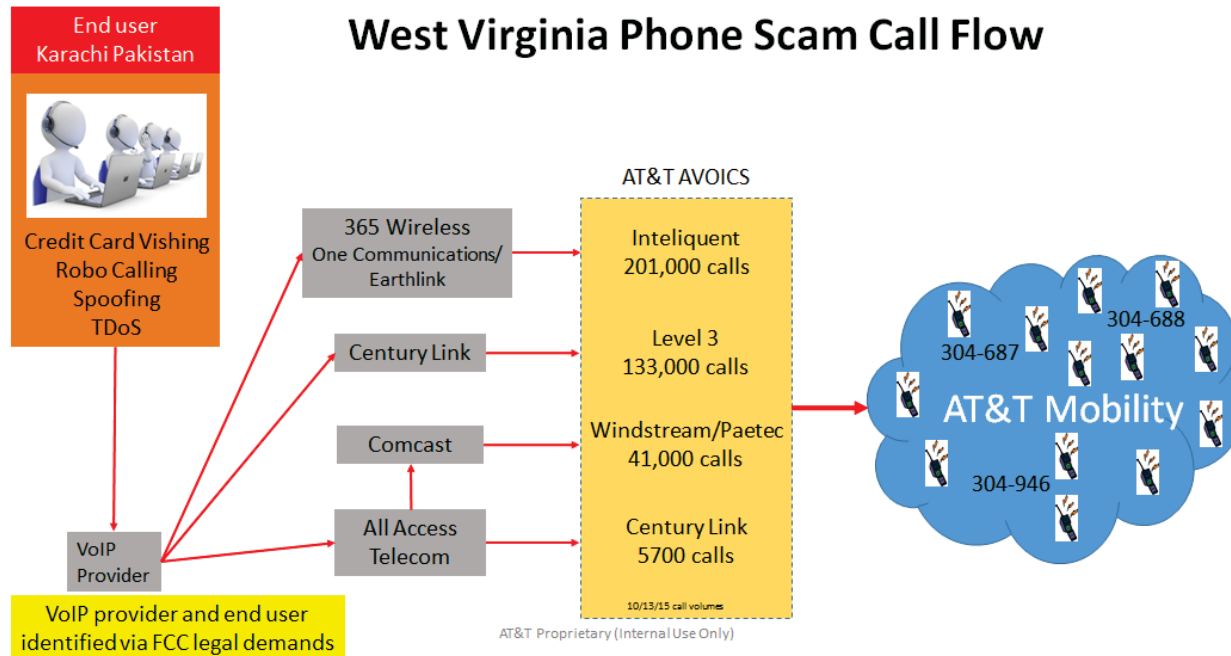 West Virginia Phone Scam Call Flow
End user
Karachi Pakistan
Credit Card Vishing
Robo Calling
Spoofing
TDoS
VoIP
Provider
VoIP provider and end user
identified via FCC legal demands
365 Wireless
One Communications/
Earthlink
Century Link
Comcast
All Access
Telecom
AT&T AVOICS
Inteliquent
201,000 calls
Level 3
133,000 calls
Windstream/Paetec
41,000 calls
Century Link
5700 calls
10/13/15 call volumes
AT&T Proprietary (Internal Use Only)
304-688
304-687
AT&T Mobility
304-946